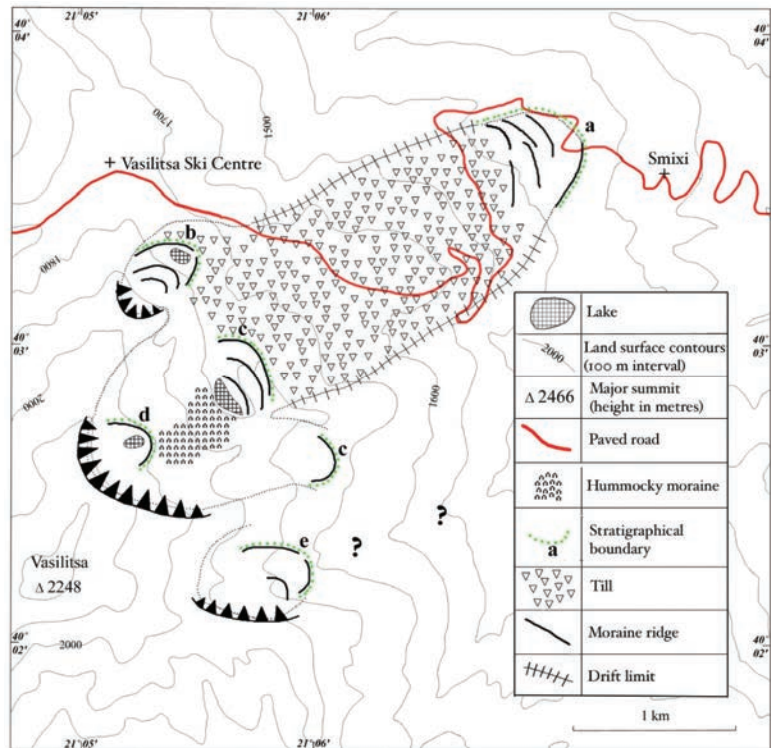 21° 05'
21° 06'
40°
04'
40°
04'
1700
1500
a
Vasilitsa Ski Centre
Smixi
b
1800
40°
03'
c
40°
03'
2000
1600
d
c
e
?
?
Vasilitsa
Δ 2248
2000
40°
02'
40°
02'
21° 05'
21° 06'
Lake
2000
Land surface contours
(100 m interval)
Δ 2466
Major summit
(height in metres)
Paved road
Hummocky moraine
a
Stratigraphical
boundary
Till
Moraine ridge
Drift limit
1 km